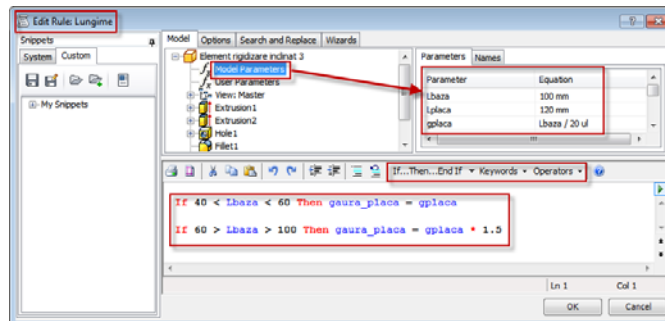 Edit Rule: Lungime
Snippets
System Custom
My Snippets
Model Options Search and Replace Wizards
Element rigidizare inclinat 3
Model Parameters
User Parameters
View: Master
Extrusion1
Extrusion2
Hole1
Fillet1
Parameters Names
Parameter Equation
Lbaza 100 mm
Lplaca 120 mm
gplaca Lbaza / 20 ul
If...Then...End If Keywords Operators
If 40 < Lbaza < 60 Then gaura_placa = gplaca
If 60 > Lbaza > 100 Then gaura_placa = gplaca * 1.5
Ln 1 Col 1
OK Cancel